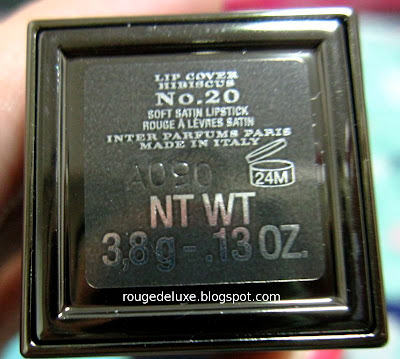 LIP COVER
HIBISCUS
No.20
SOFT SATIN LIPSTICK
ROUGE À LÈVRES SATIN
INTER PARFUMS PARIS
MADE IN ITALY
A090
24M
NT WT
3,8 g - .13 OZ.
rougedeluxe.blogspot.com